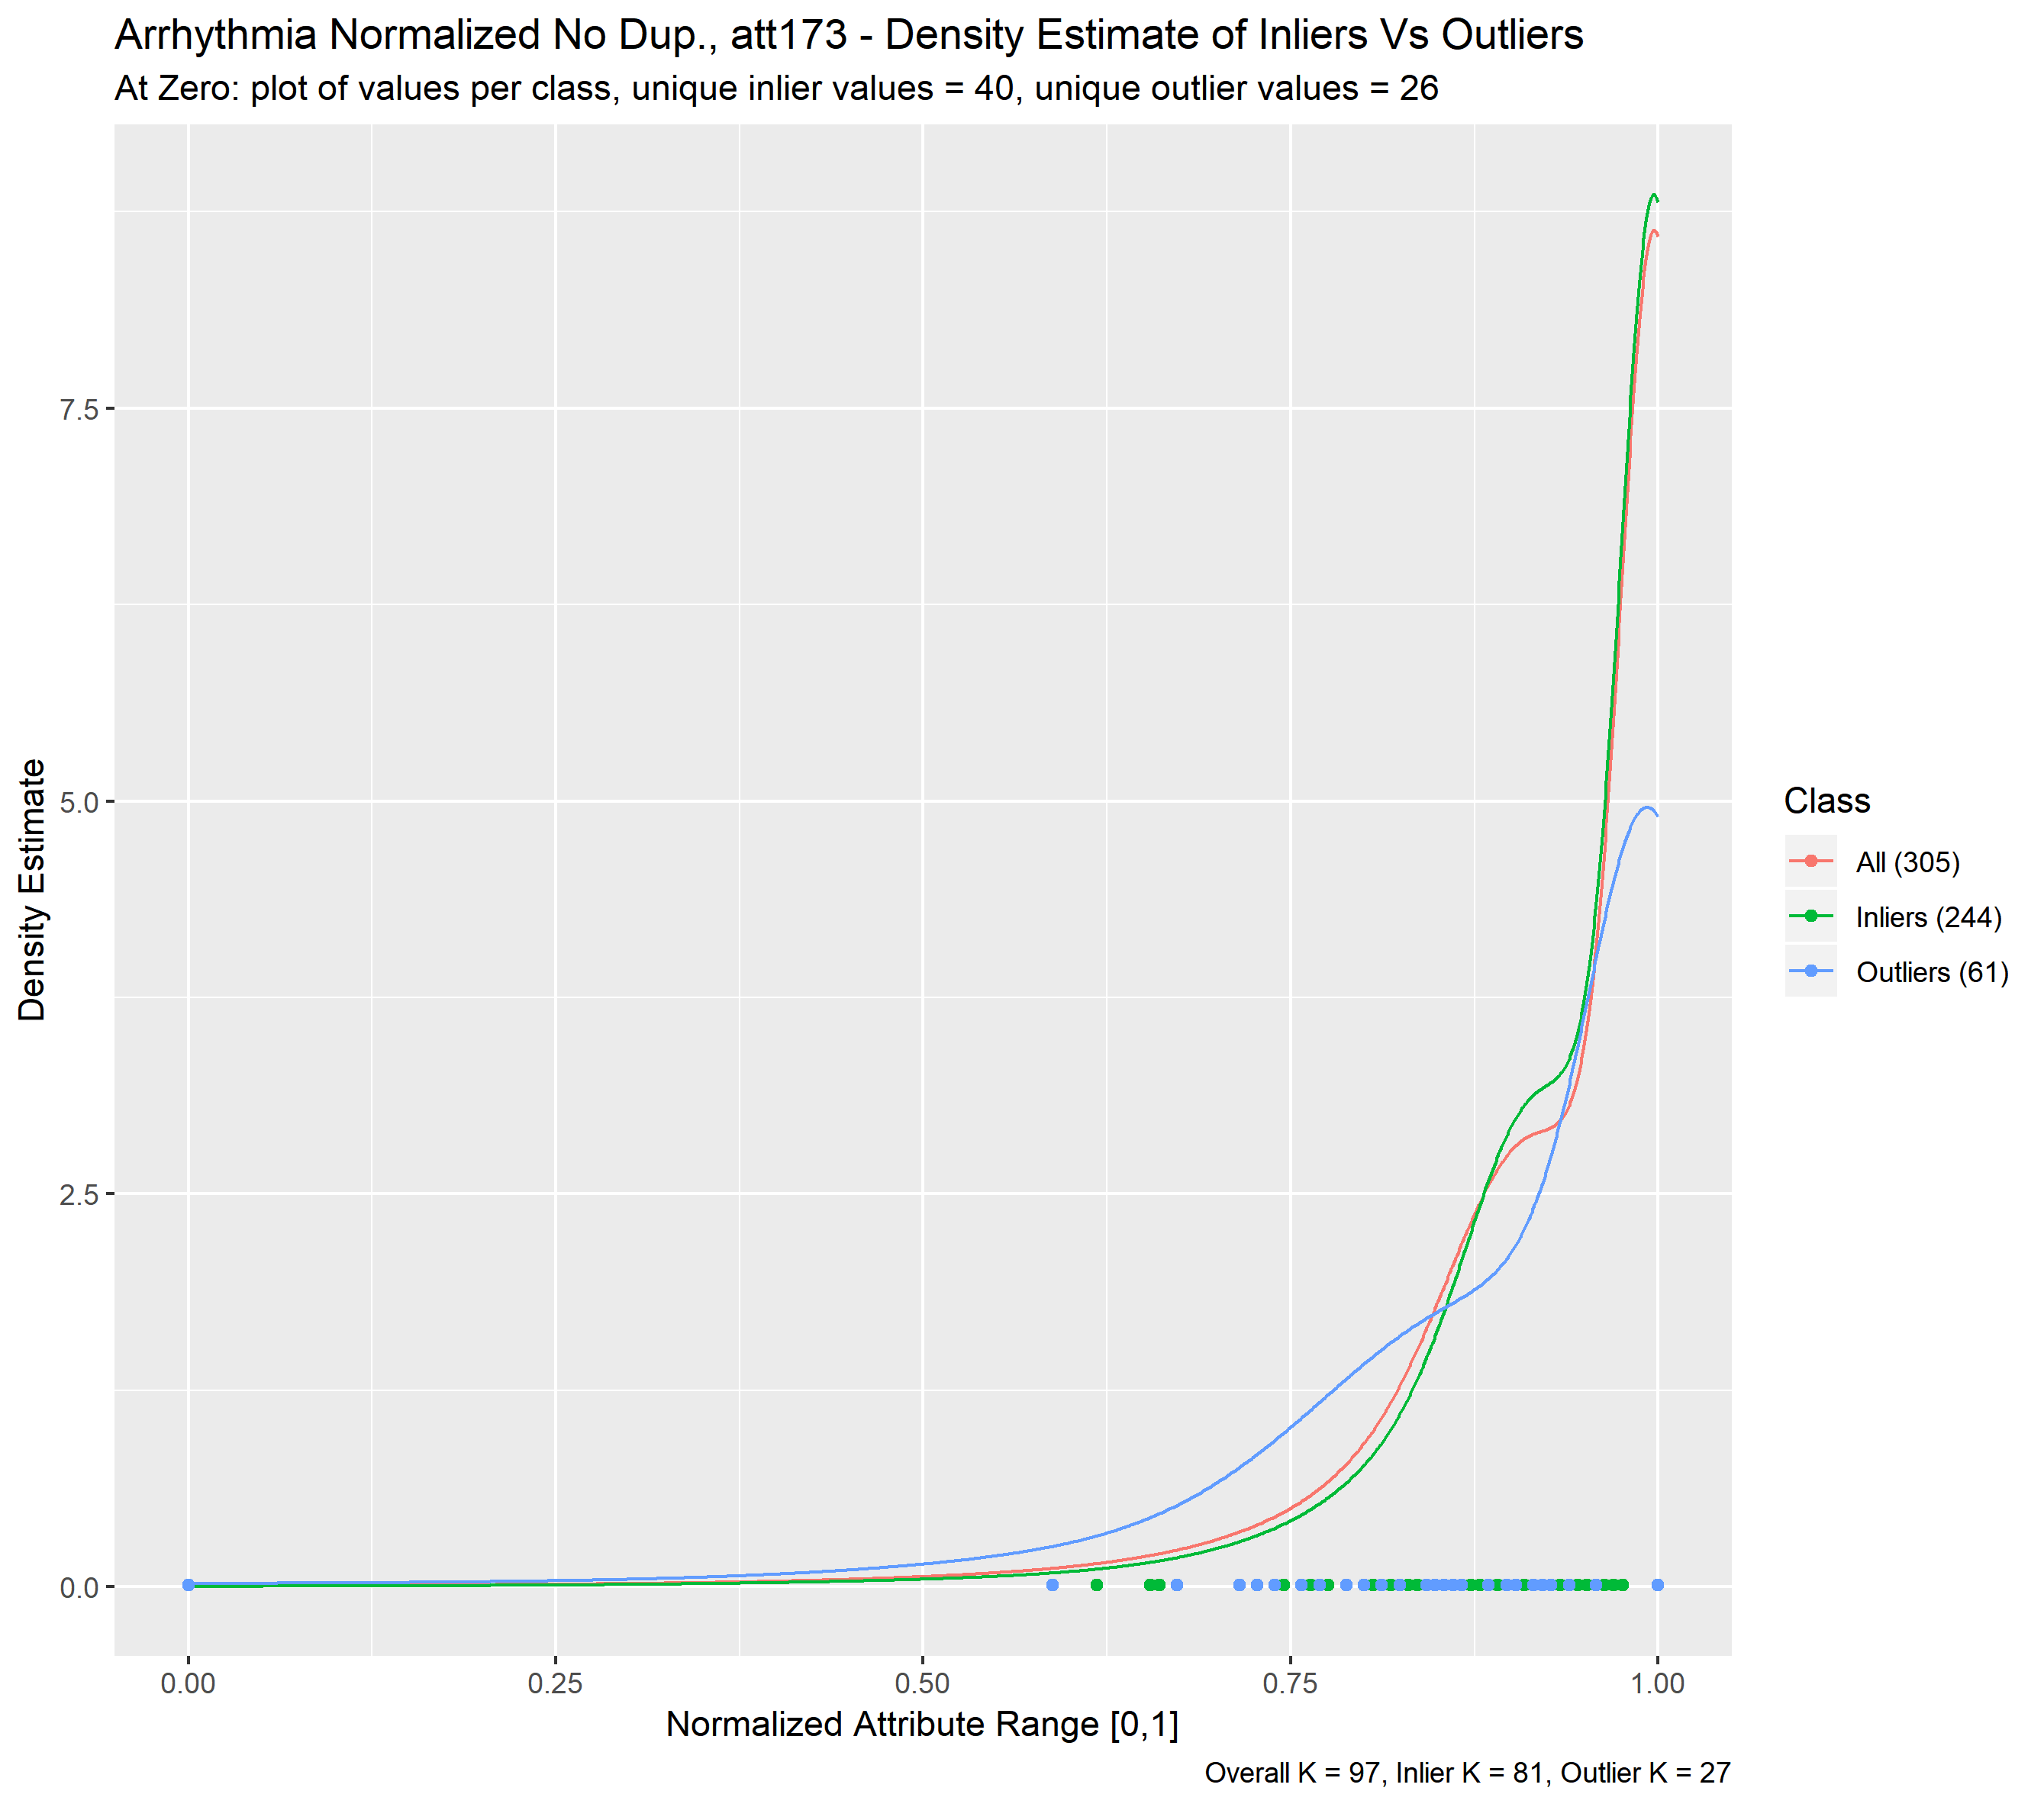 Arrhythmia Normalized No Dup., att173 - Density Estimate of Inliers Vs Outliers
At Zero: plot of values per class, unique inlier values = 40, unique outlier values = 26
Density Estimate
7.5
5.0
2.5
0.0
0.00
0.25
0.50
0.75
1.00
Normalized Attribute Range [0,1]
Class
All (305)
Inliers (244)
Outliers (61)
Overall K = 97, Inlier K = 81, Outlier K = 27